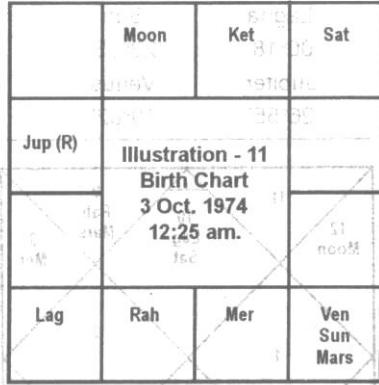 Moon
Ket
Sat
Jup (R)
Illustration - 11
Birth Chart
3 Oct. 1974
12:25 am.
Lag
Rah
Mer
Ven
Sun
Mars